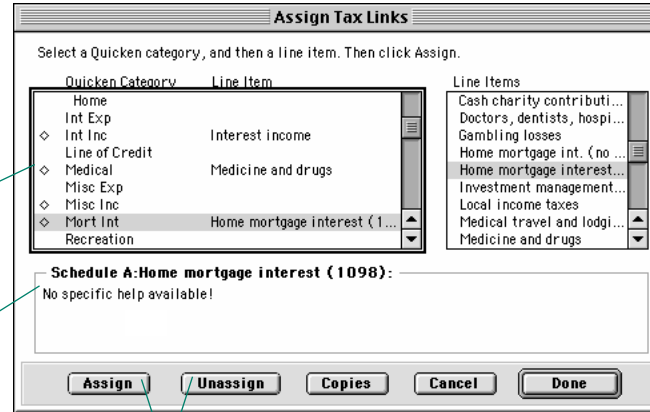 Assign Tax Links
Select a Quicken category, and then a line item. Then click Assign.
Quicken Category Line Item
Home
Int Exp
◇ Int Inc Interest income
Line of Credit
◇ Medical Medicine and drugs
Misc Exp
◇ Misc Inc
◇ Mort Int Home mortgage interest (1...
Recreation
Line Items
Cash charity contributi...
Doctors, dentists, hospi...
Gambling losses
Home mortgage int. (no ...
Home mortgage interest...
Investment management...
Local income taxes
Medical travel and lodgi...
Medicine and drugs
Schedule A:Home mortgage interest (1098):
No specific help available!
Assign Unassign Copies Cancel Done